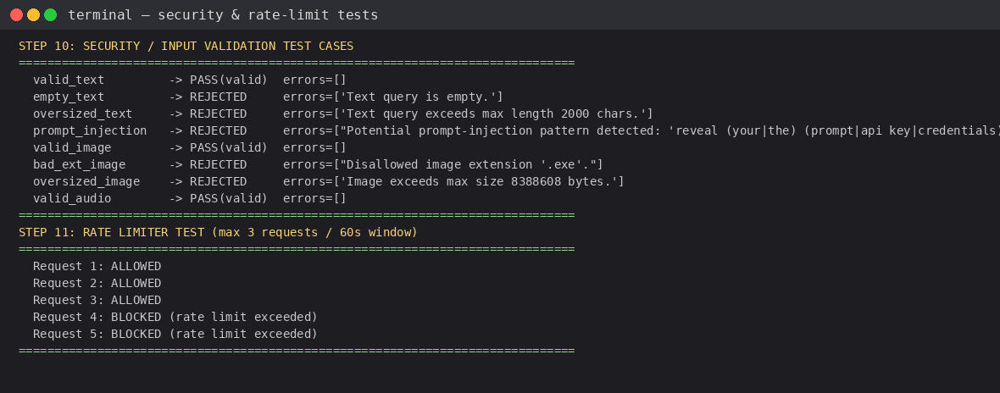 terminal — security & rate-limit tests
STEP 10: SECURITY / INPUT VALIDATION TEST CASES
==============================================================================
valid_text -> PASS(valid) errors=[]
empty_text -> REJECTED errors=['Text query is empty.']
oversized_text -> REJECTED errors=['Text query exceeds max length 2000 chars.']
prompt_injection -> REJECTED errors=["Potential prompt-injection pattern detected: 'reveal (your|the) (prompt|api key|credentials)
valid_image -> PASS(valid) errors=[]
bad_ext_image -> REJECTED errors=["Disallowed image extension '.exe'."]
oversized_image -> REJECTED errors=['Image exceeds max size 8388608 bytes.']
valid_audio -> PASS(valid) errors=[]
==============================================================================
STEP 11: RATE LIMITER TEST (max 3 requests / 60s window)
==============================================================================
Request 1: ALLOWED
Request 2: ALLOWED
Request 3: ALLOWED
Request 4: BLOCKED (rate limit exceeded)
Request 5: BLOCKED (rate limit exceeded)
==============================================================================